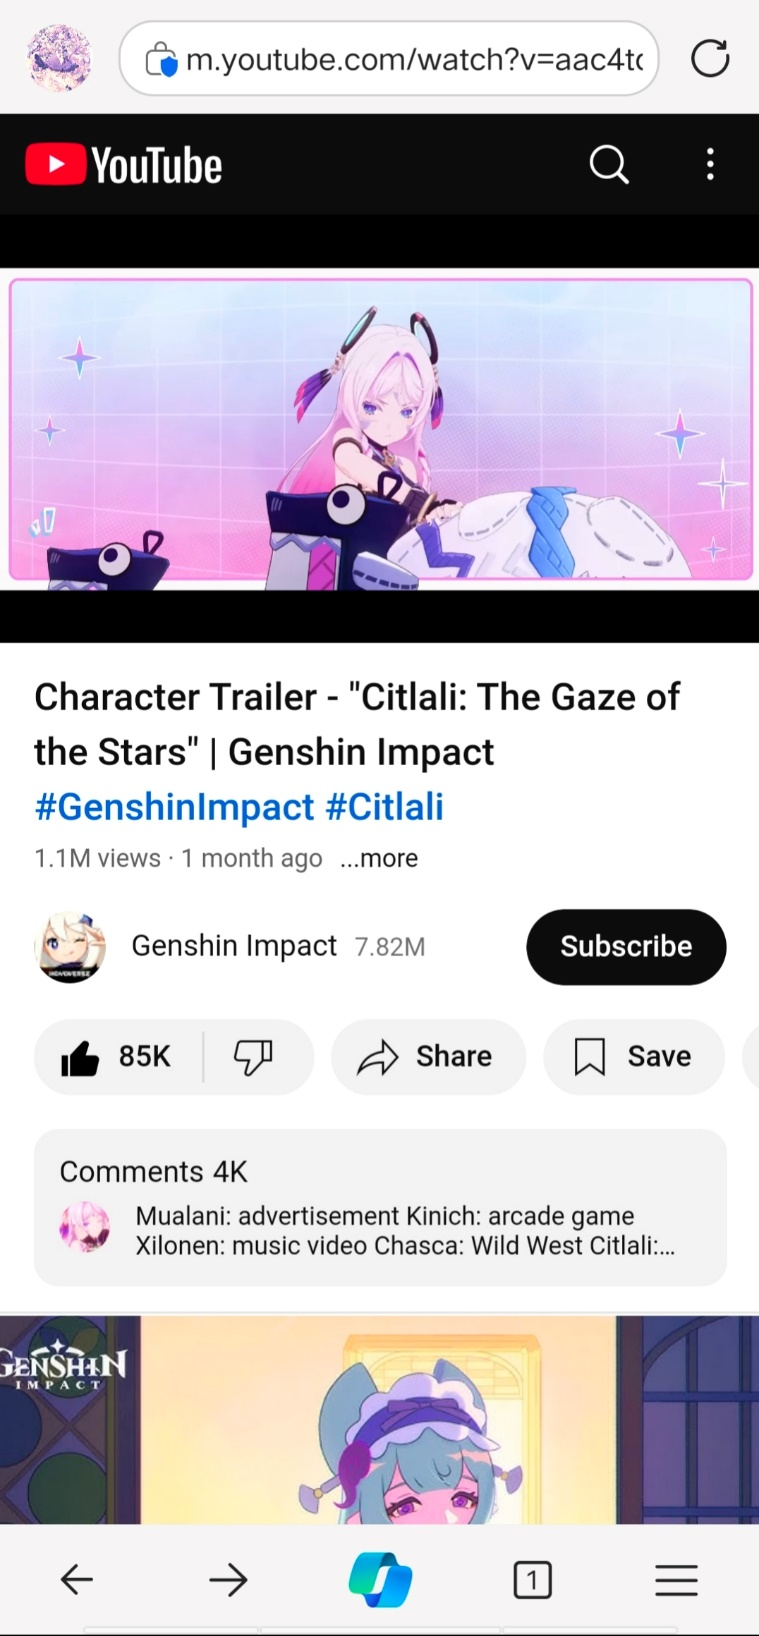 m.youtube.com/watch?v=aac4t
YouTube
Character Trailer - "Citlali: The Gaze of
the Stars" | Genshin Impact
#GenshinImpact #Citlali
1.1M views · 1 month ago ...more
Genshin Impact 7.82M
Subscribe
85K
Share
Save
Comments 4K
Mualani: advertisement Kinich: arcade game
Xilonen: music video Chasca: Wild West Citlali:...
GENSHIN
IMPACT
1